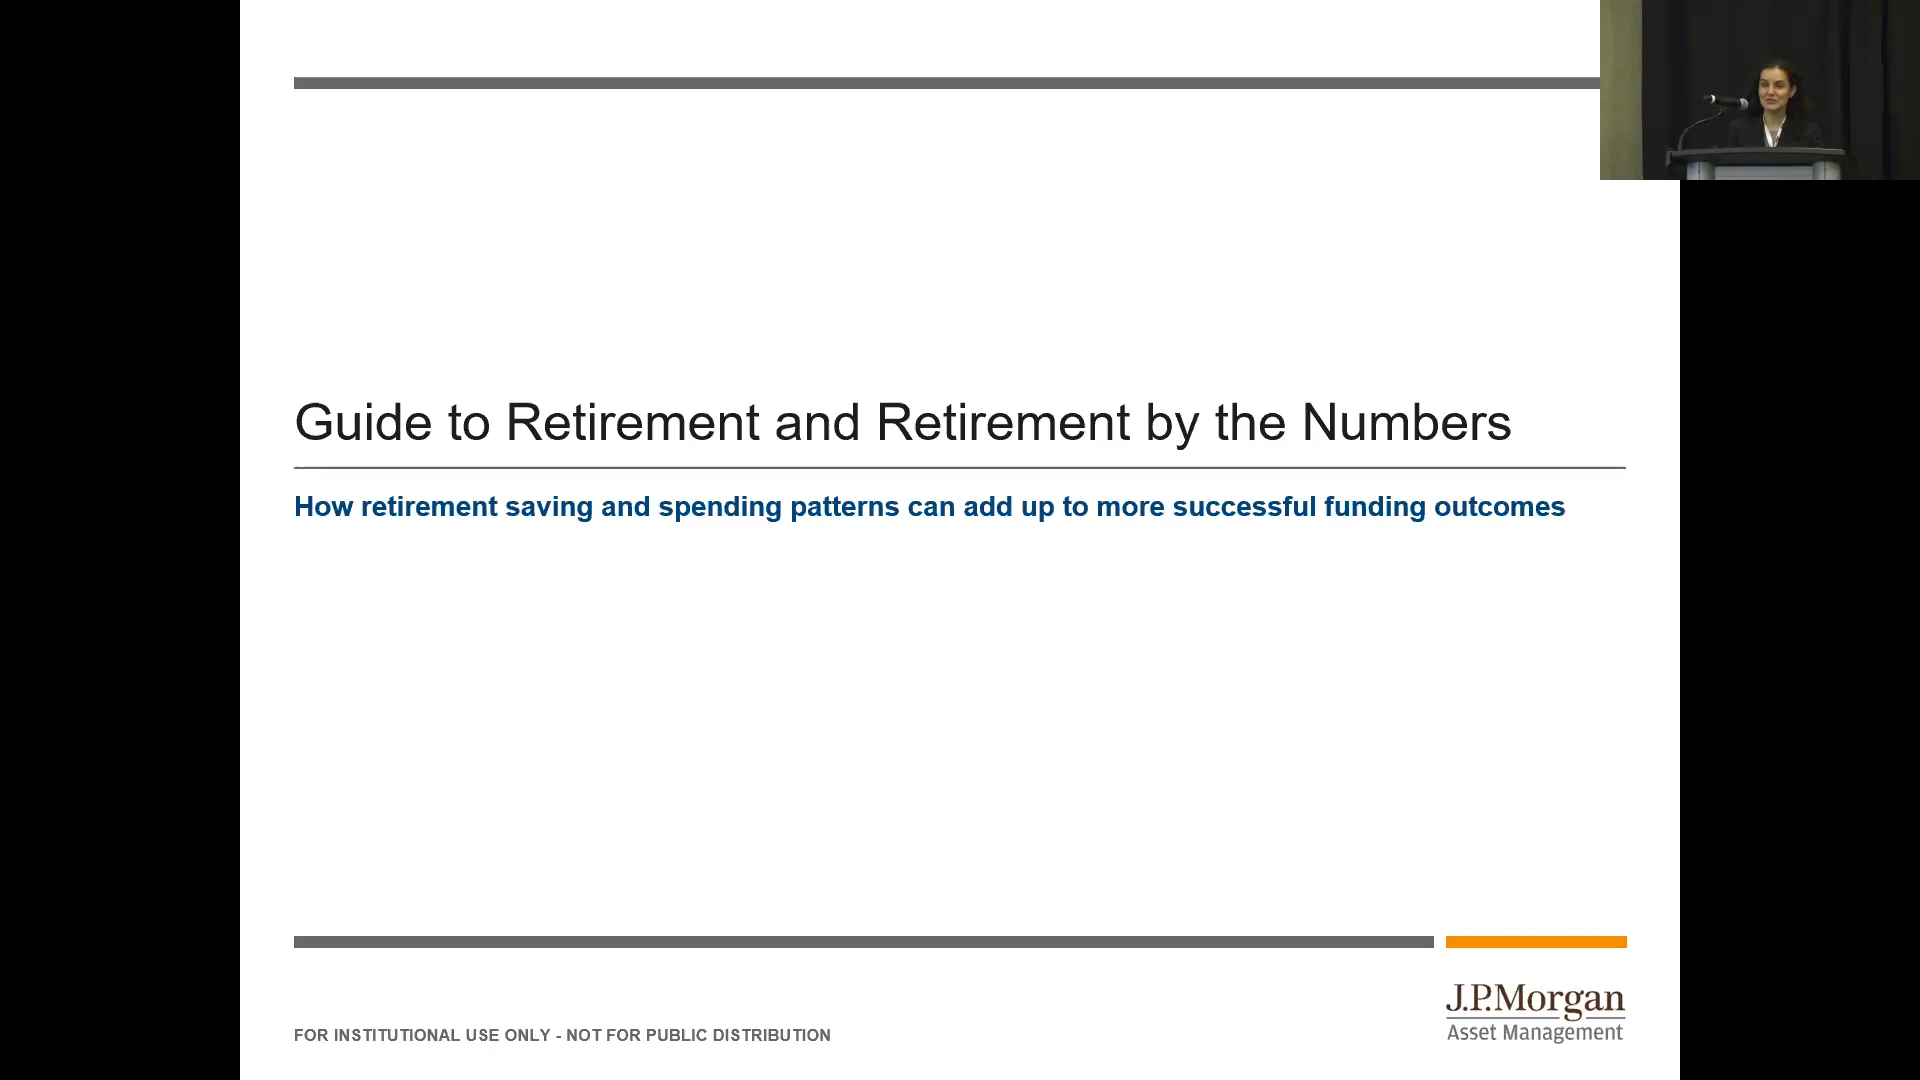 Guide to Retirement and Retirement by the Numbers
How retirement saving and spending patterns can add up to more successful funding outcomes
FOR INSTITUTIONAL USE ONLY - NOT FOR PUBLIC DISTRIBUTION
J.P.Morgan
Asset Management